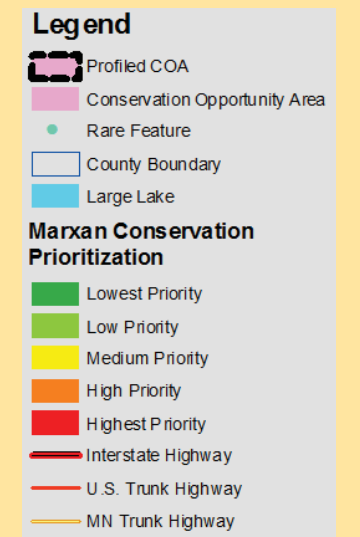 Legend
Profiled COA
Conservation Opportunity Area
Rare Feature
County Boundary
Large Lake
Marxan Conservation
Prioritization
Lowest Priority
Low Priority
Medium Priority
High Priority
Highest Priority
Interstate Highway
U.S. Trunk Highway
MN Trunk Highway